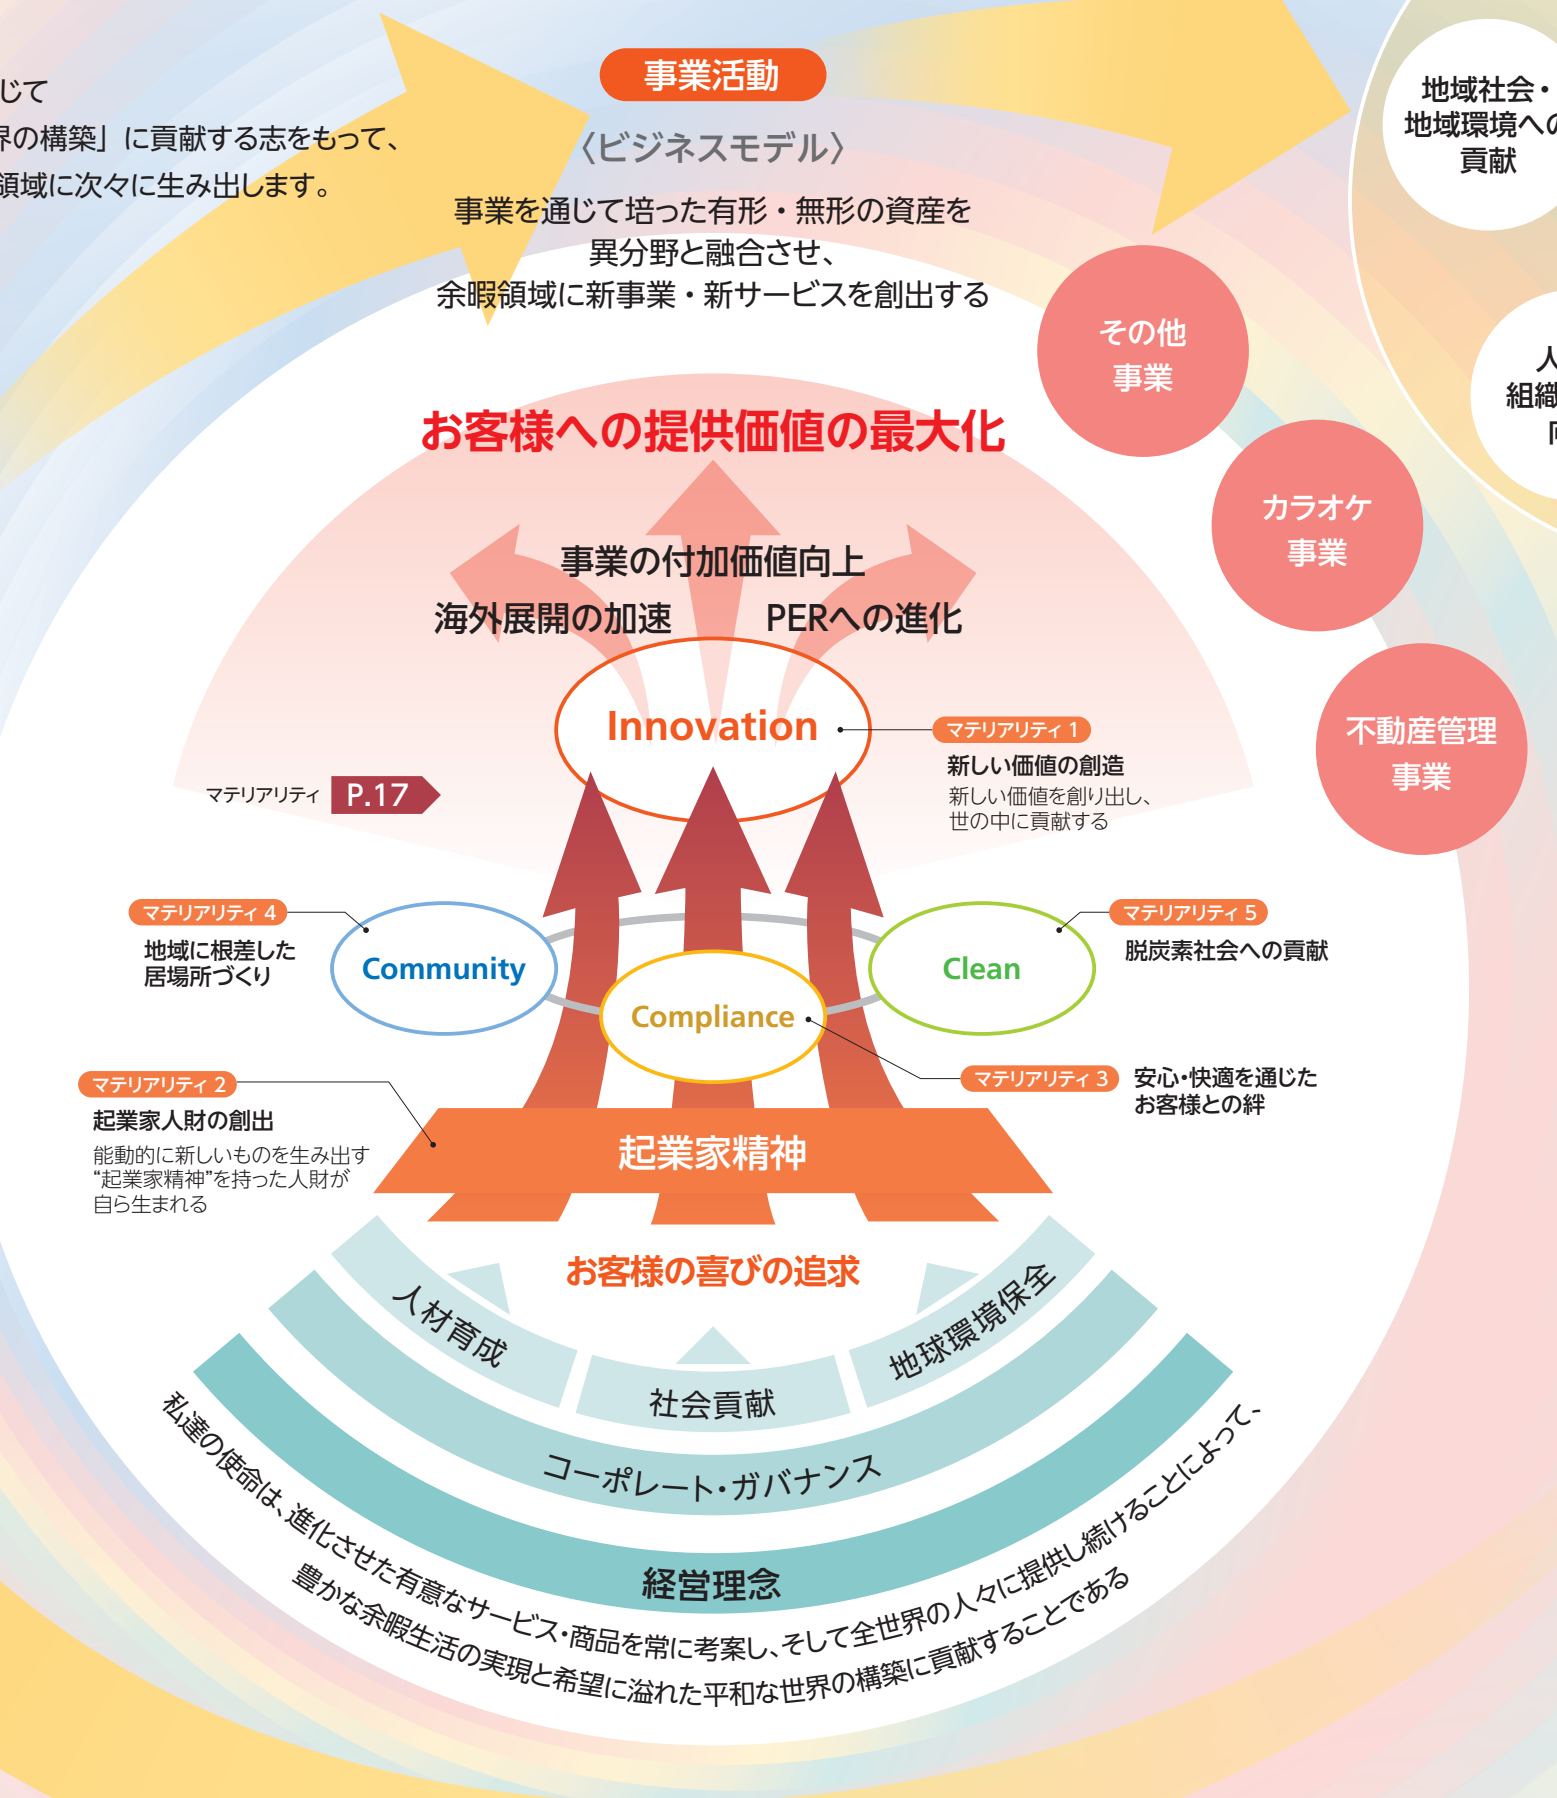 じて
界の構築」に貢献する志をもって、
領域に次々に生み出します。
事業活動
〈ビジネスモデル〉
事業を通じて培った有形・無形の資産を
異分野と融合させ、
余暇領域に新事業・新サービスを創出する
地域社会・
地域環境への
貢献
人
組織
向
その他
事業
カラオケ
事業
不動産管理
事業
お客様への提供価値の最大化
事業の付加価値向上
海外展開の加速
PERへの進化
Innovation
マテリアリティ 1
新しい価値の創造
新しい価値を創り出し、
世の中に貢献する
マテリアリティ P.17
マテリアリティ 4
地域に根差した
居場所づくり
Community
Compliance
Clean
マテリアリティ 5
脱炭素社会への貢献
マテリアリティ 3
安心・快適を通じた
お客様との絆
マテリアリティ 2
起業家人財の創出
能動的に新しいものを生み出す
“起業家精神”を持った人財が
自ら生まれる
起業家精神
お客様の喜びの追求
人材育成
社会貢献
地球環境保全
コーポレート・ガバナンス
経営理念
私達の使命は、進化させた有意なサービス・商品を常に考案し、そして全世界の人々に提供し続けることによって、
豊かな余暇生活の実現と希望に溢れた平和な世界の構築に貢献することである